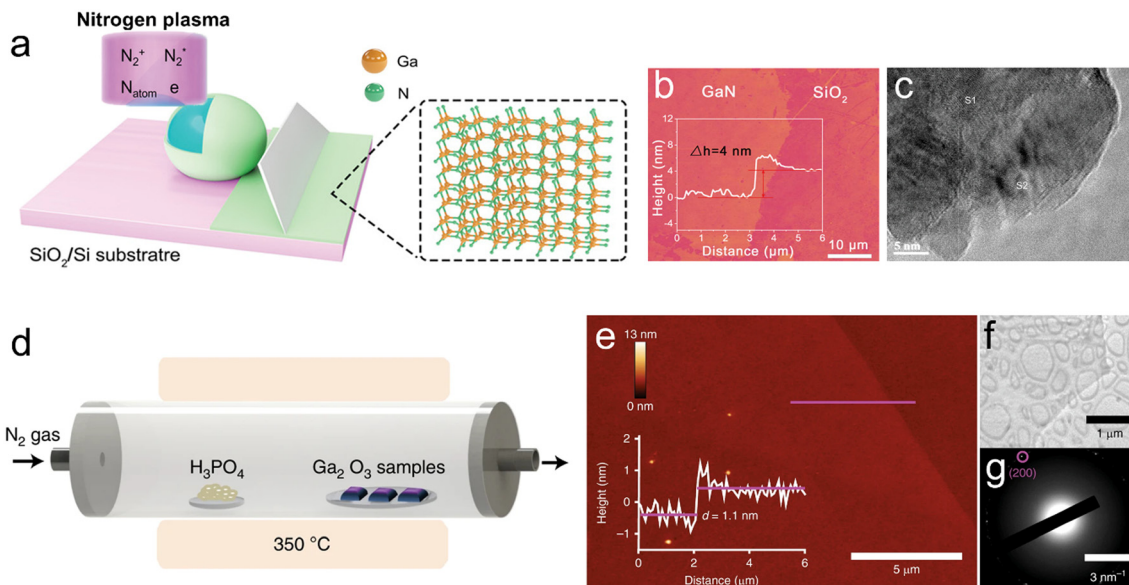 a
Nitrogen plasma
N₂⁺ N₂*
N_atom e
Ga
N
SiO₂/Si substratre
b
GaN
SiO₂
△h=4 nm
Height (nm)
12
8
4
0
-4
0 1 2 3 4 5 6
Distance (μm)
10 μm
c
S1
S2
5 nm
d
N₂ gas
H₃PO₄
Ga₂ O₃ samples
350 °C
e
13 nm
0 nm
Height (nm)
2
1
0
−1
d = 1.1 nm
0 2 4 6
Distance (μm)
5 μm
f
1 μm
g
(200)
3 nm⁻¹